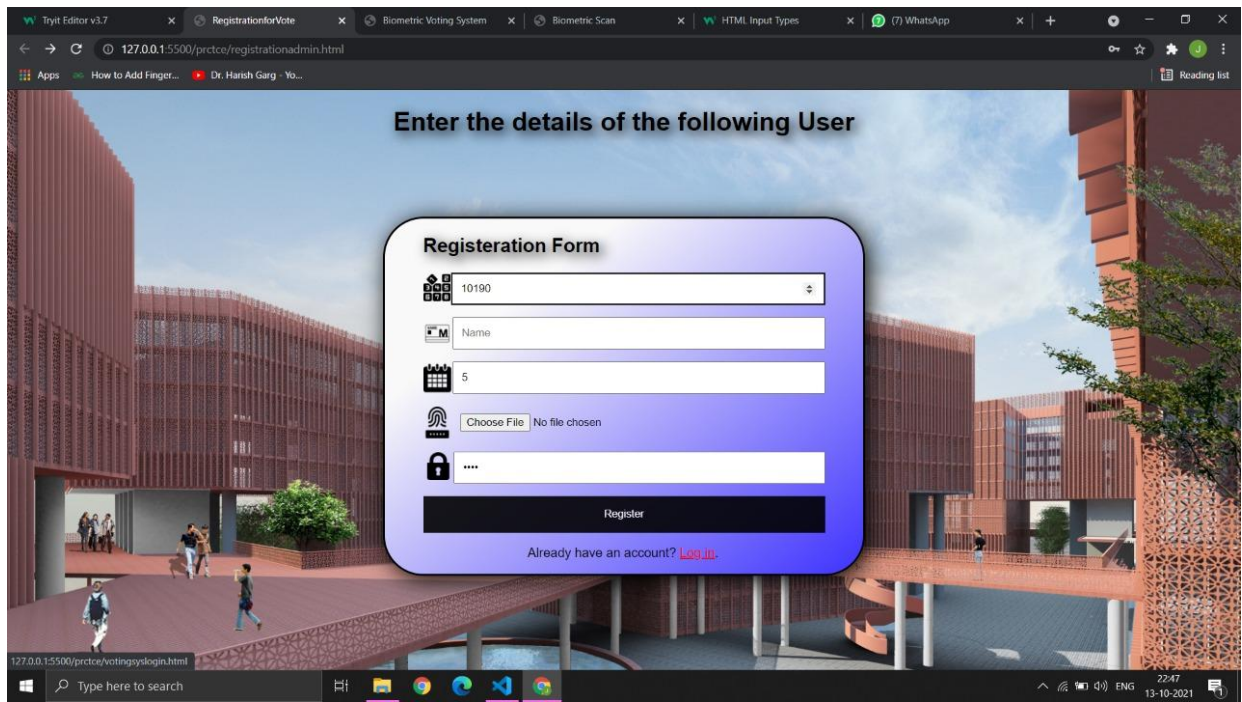 Tryit Editor v3.7 RegistrationforVote Biometric Voting System Biometric Scan HTML Input Types (7) WhatsApp
127.0.0.1:5500/prctce/registrationadmin.html
Apps How to Add Finger... Dr. Harish Garg - Yo... Reading list
Enter the details of the following User
Registeration Form
10190
Name
5
Choose File No file chosen
••••
Register
Already have an account? Log in.
127.0.0.1:5500/prctce/votingsyslogin.html
Type here to search ENG 22:47
13-10-2021